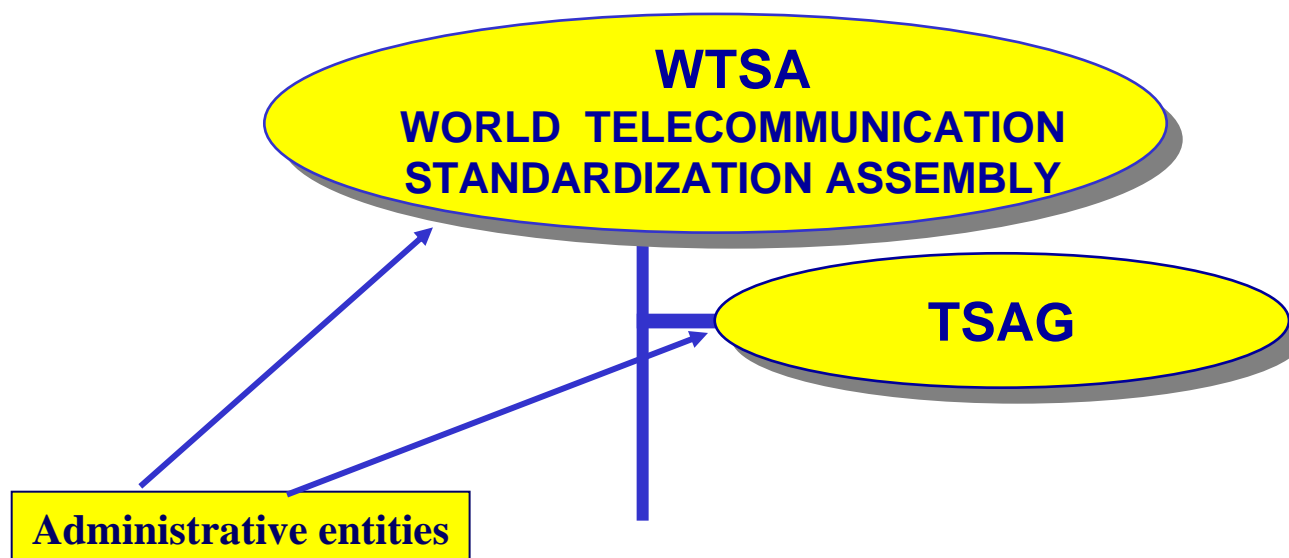 WTSA
WORLD TELECOMMUNICATION
STANDARDIZATION ASSEMBLY
TSAG
Administrative entities